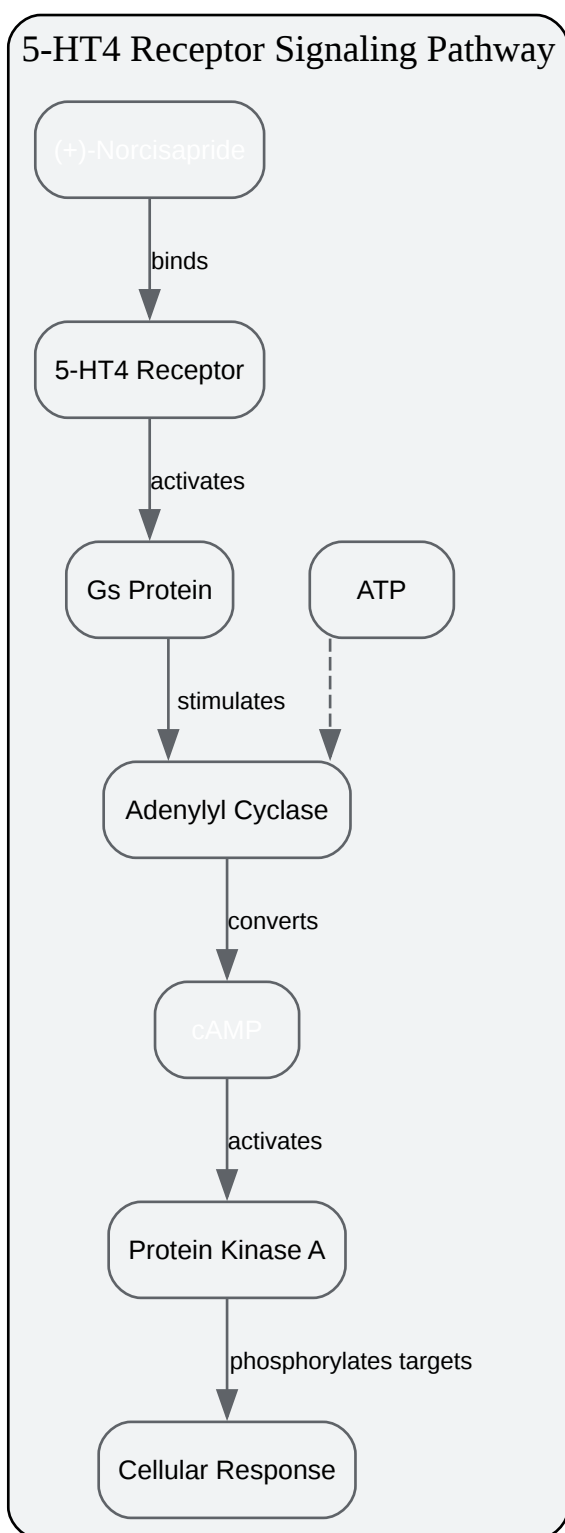 5-HT4 Receptor Signaling Pathway
(+)-Norcisapride
binds
5-HT4 Receptor
activates
Gs Protein
ATP
stimulates
Adenylyl Cyclase
converts
cAMP
activates
Protein Kinase A
phosphorylates targets
Cellular Response